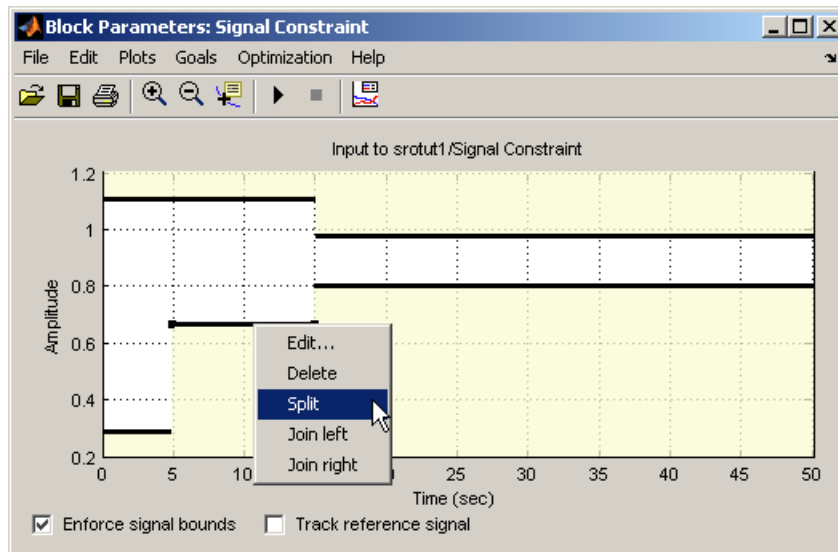 Block Parameters: Signal Constraint
File Edit Plots Goals Optimization Help
Input to srotut1/Signal Constraint
1.2
1
0.8
0.6
0.4
0.2
Amplitude
Edit...
Delete
Split
Join left
Join right
0 5 10 25 30 35 40 45 50
Time (sec)
Enforce signal bounds Track reference signal